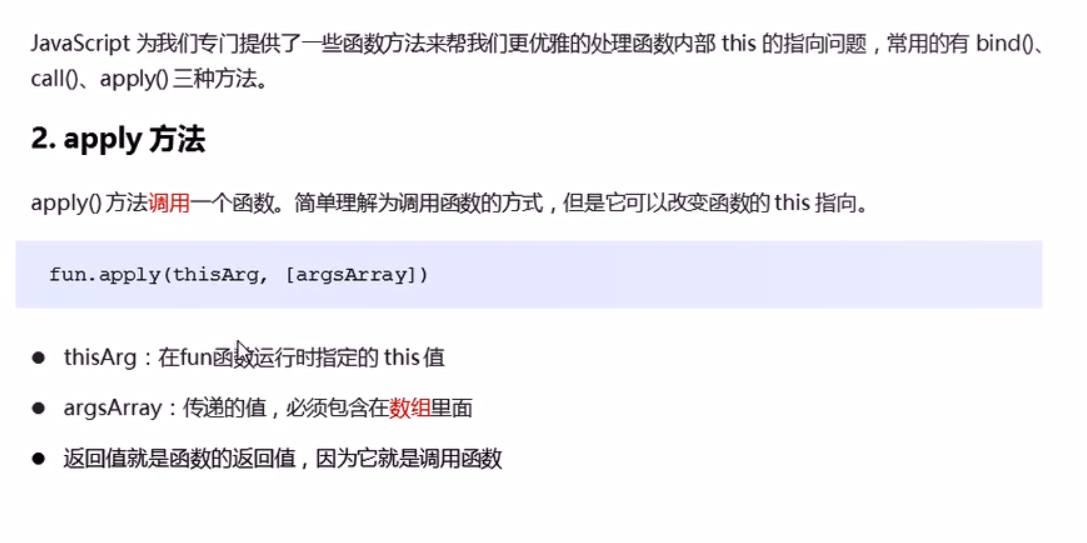 JavaScript 为我们专门提供了一些函数方法来帮我们更优雅的处理函数内部 this 的指向问题，常用的有 bind()、
call()、apply() 三种方法。
2. apply 方法
apply() 方法调用一个函数。简单理解为调用函数的方式，但是它可以改变函数的 this 指向。
fun.apply(thisArg, [argsArray])
● thisArg：在fun函数运行时指定的 this 值
● argsArray：传递的值，必须包含在数组里面
● 返回值就是函数的返回值，因为它就是调用函数